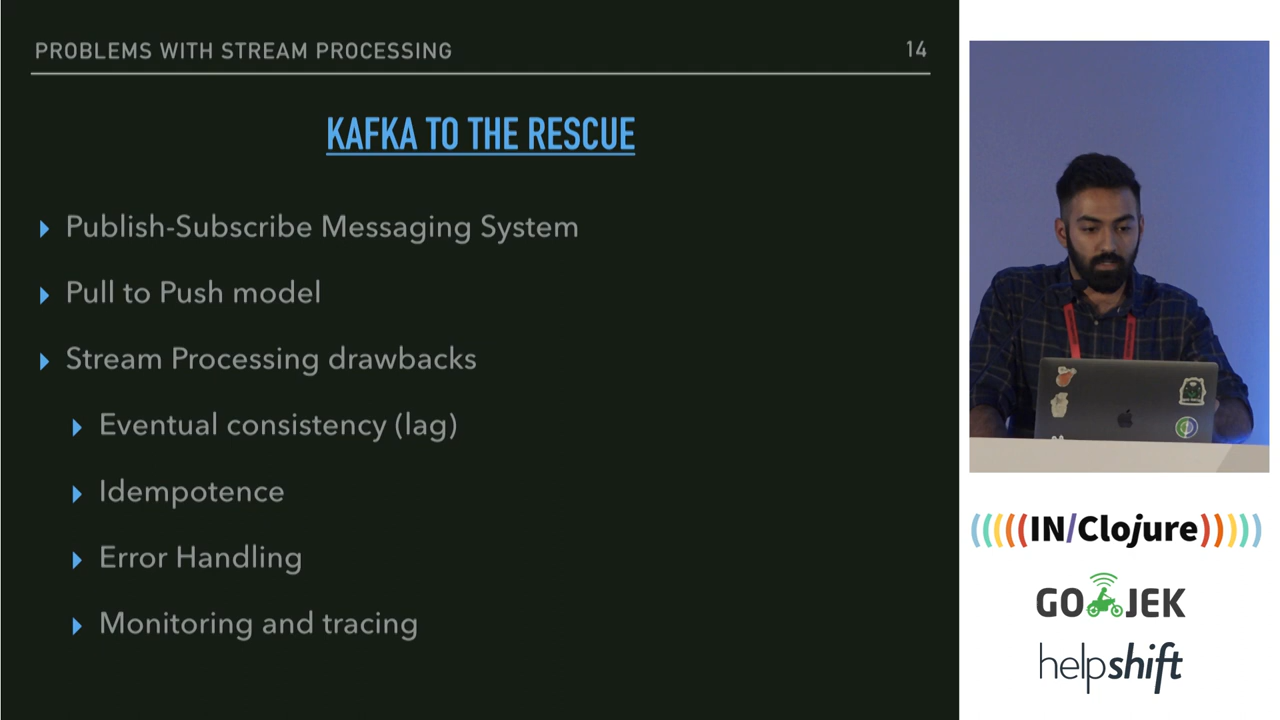 PROBLEMS WITH STREAM PROCESSING
14
KAFKA TO THE RESCUE
Publish-Subscribe Messaging System
Pull to Push model
Stream Processing drawbacks
Eventual consistency (lag)
Idempotence
Error Handling
Monitoring and tracing
(((((IN/Clojure)))))
GO JEK
helpshift